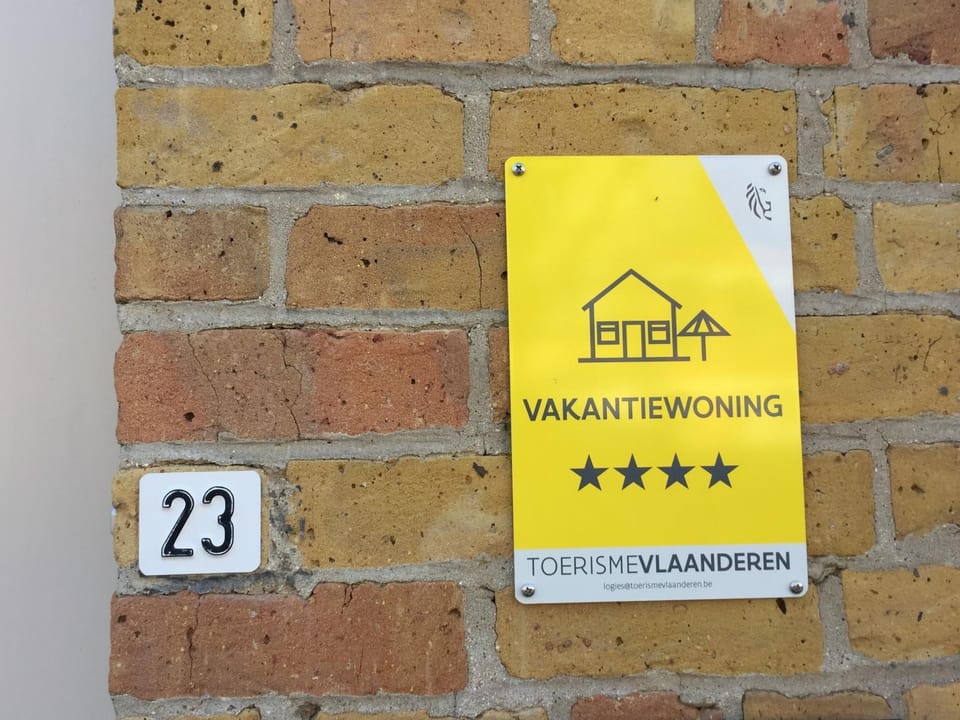 VAKANTIEWONING
★★★★
23
TOERISMEVLAANDEREN
logies@toerismevlaanderen.be